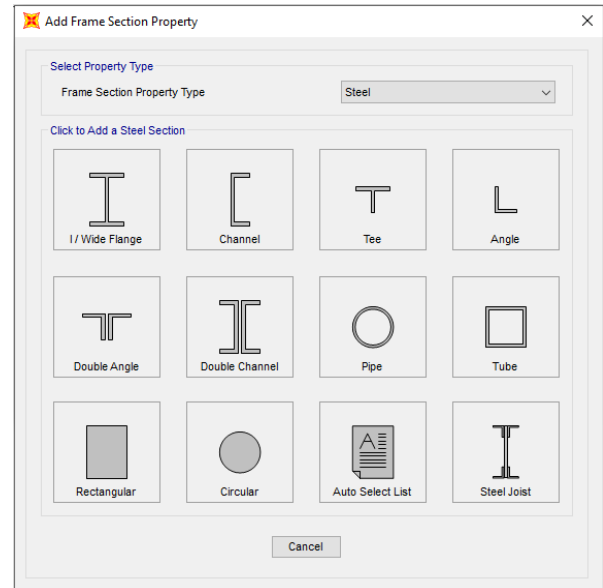 Add Frame Section Property
Select Property Type
Frame Section Property Type Steel
Click to Add a Steel Section
I / Wide Flange Channel Tee Angle
Double Angle Double Channel Pipe Tube
A
Rectangular Circular Auto Select List Steel Joist
Cancel